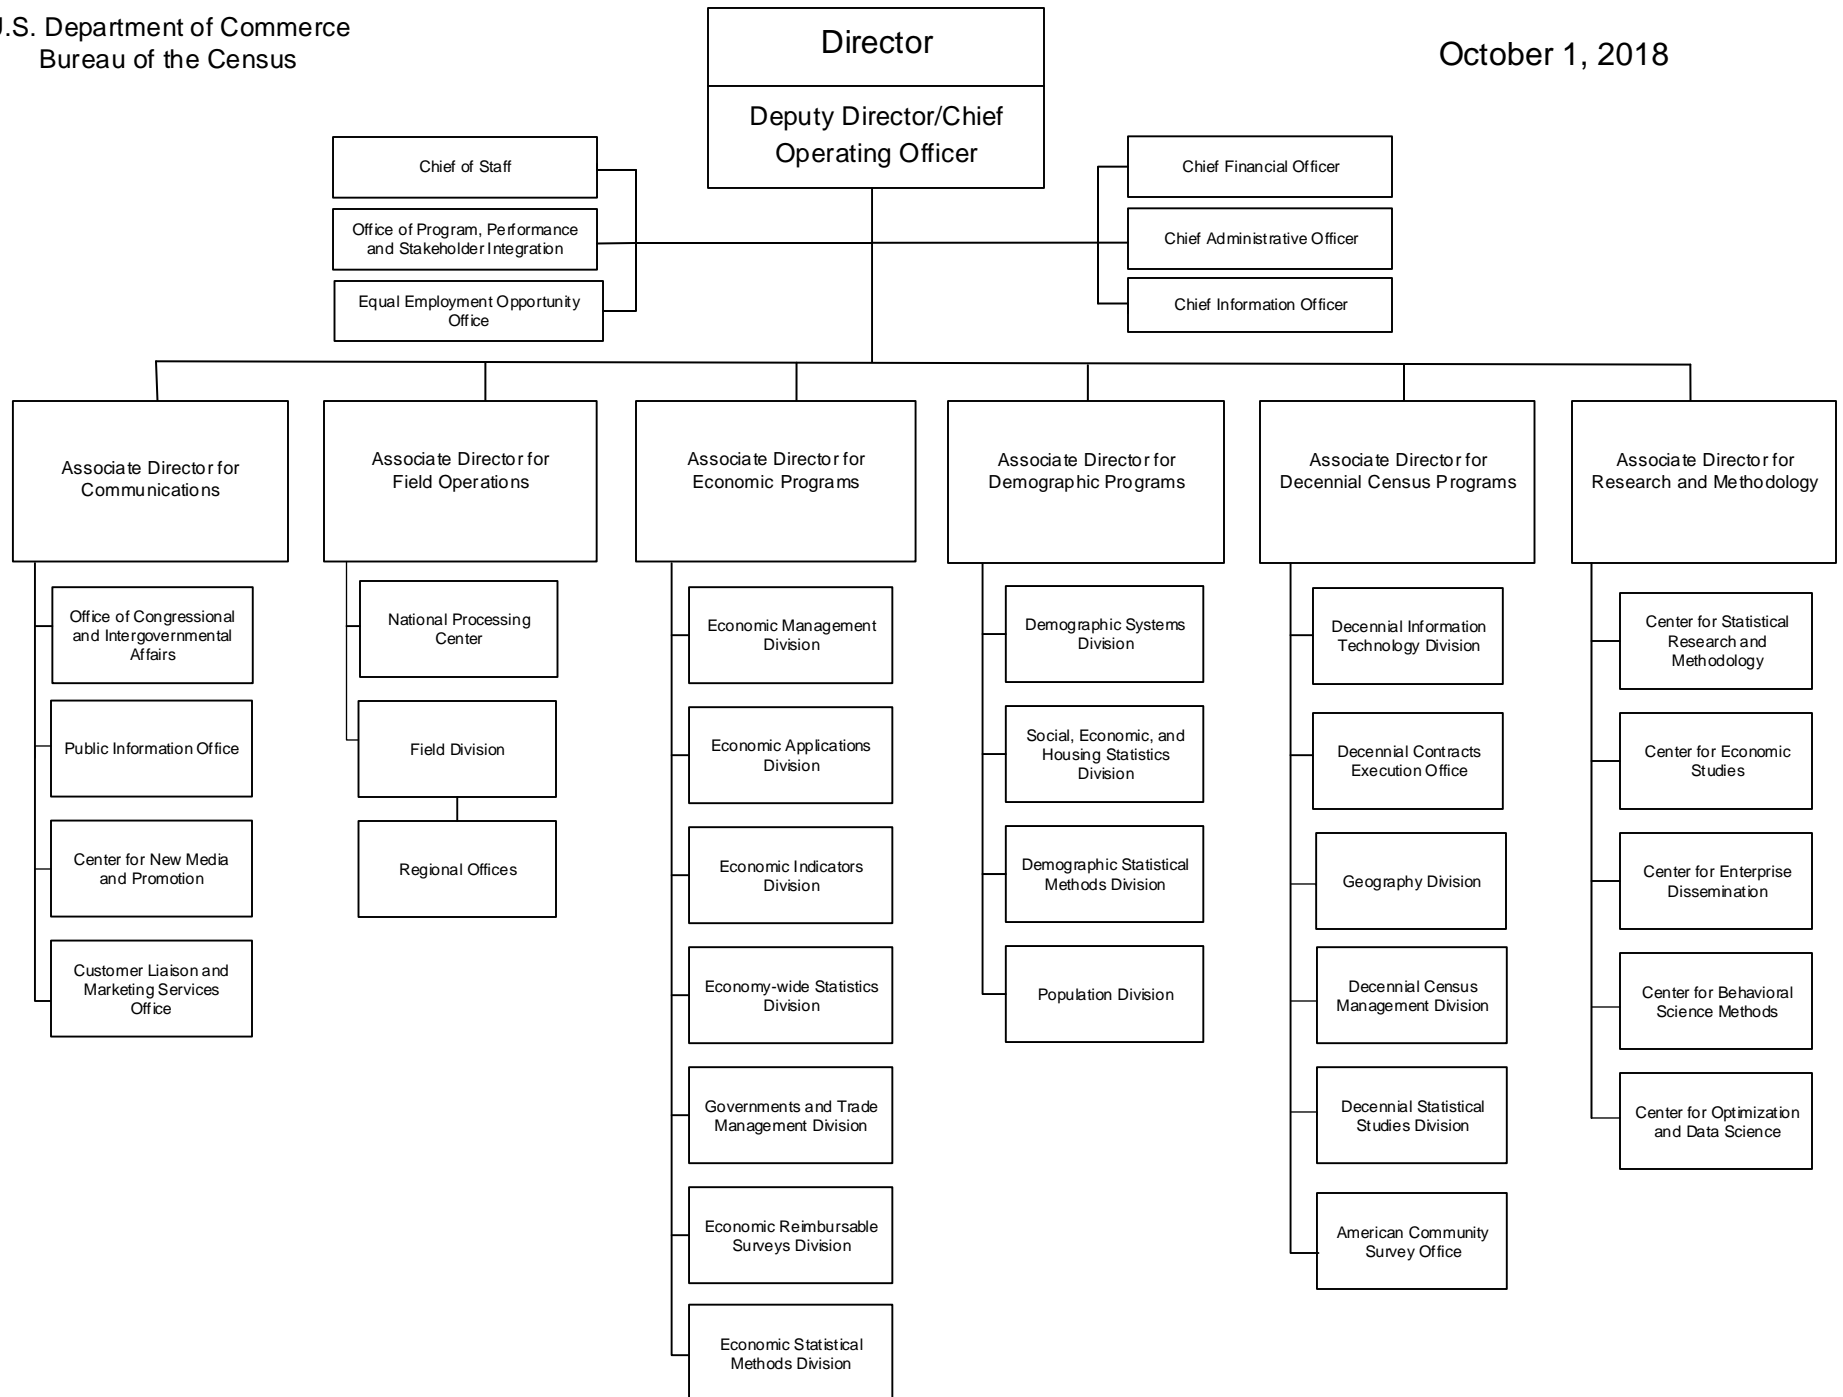 .S. Department of Commerce
Bureau of the Census
Director
Deputy Director/Chief
Operating Officer
October 1, 2018
Chief of Staff
Office of Program, Performance
and Stakeholder Integration
Equal Employment Opportunity
Office
Chief Financial Officer
Chief Administrative Officer
Chief Information Officer
Associate Director for
Communications
Associate Director for
Field Operations
Associate Director for
Economic Programs
Associate Director for
Demographic Programs
Associate Director for
Decennial Census Programs
Associate Director for
Research and Methodology
Office of Congressional
and Intergovernmental
Affairs
Public Information Office
Center for New Media
and Promotion
Customer Liaison and
Marketing Services
Office
National Processing
Center
Field Division
Regional Offices
Economic Management
Division
Economic Applications
Division
Economic Indicators
Division
Economy-wide Statistics
Division
Governments and Trade
Management Division
Economic Reimbursable
Surveys Division
Economic Statistical
Methods Division
Demographic Systems
Division
Social, Economic, and
Housing Statistics
Division
Demographic Statistical
Methods Division
Population Division
Decennial Information
Technology Division
Decennial Contracts
Execution Office
Geography Division
Decennial Census
Management Division
Decennial Statistical
Studies Division
American Community
Survey Office
Center for Statistical
Research and
Methodology
Center for Economic
Studies
Center for Enterprise
Dissemination
Center for Behavioral
Science Methods
Center for Optimization
and Data Science